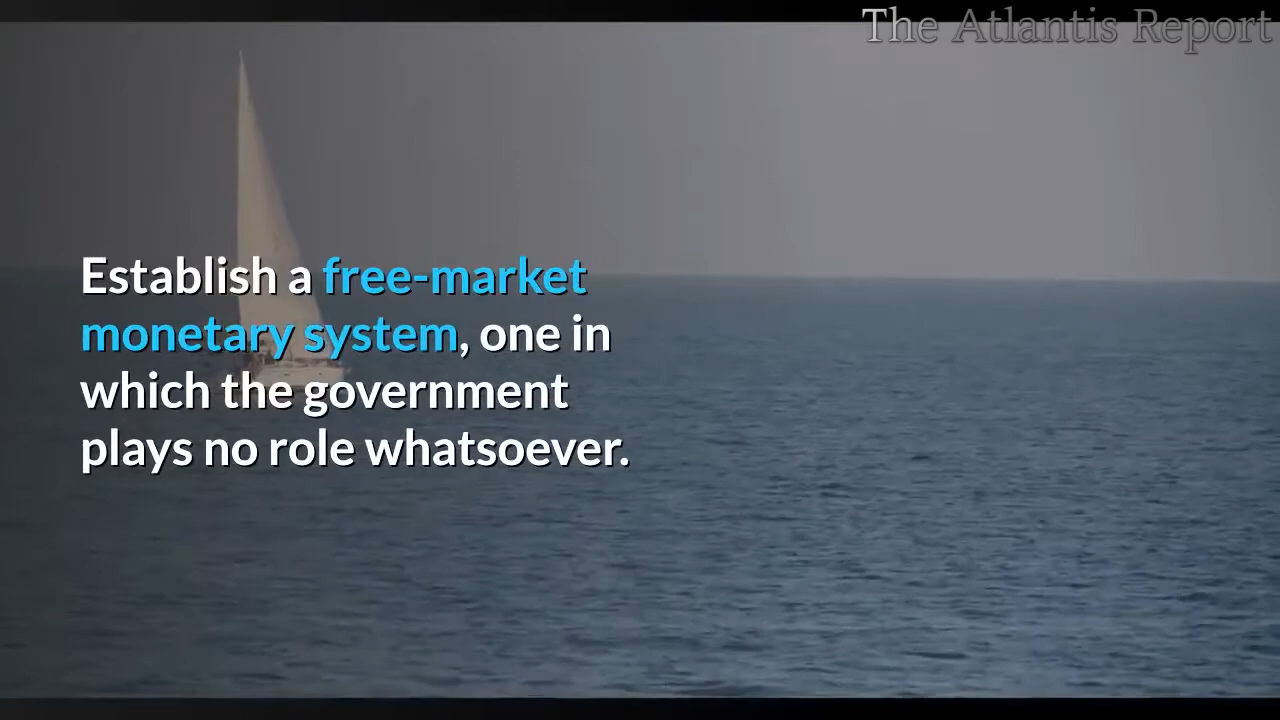 The Atlantis Report
Establish a free-market
monetary system, one in
which the government
plays no role whatsoever.